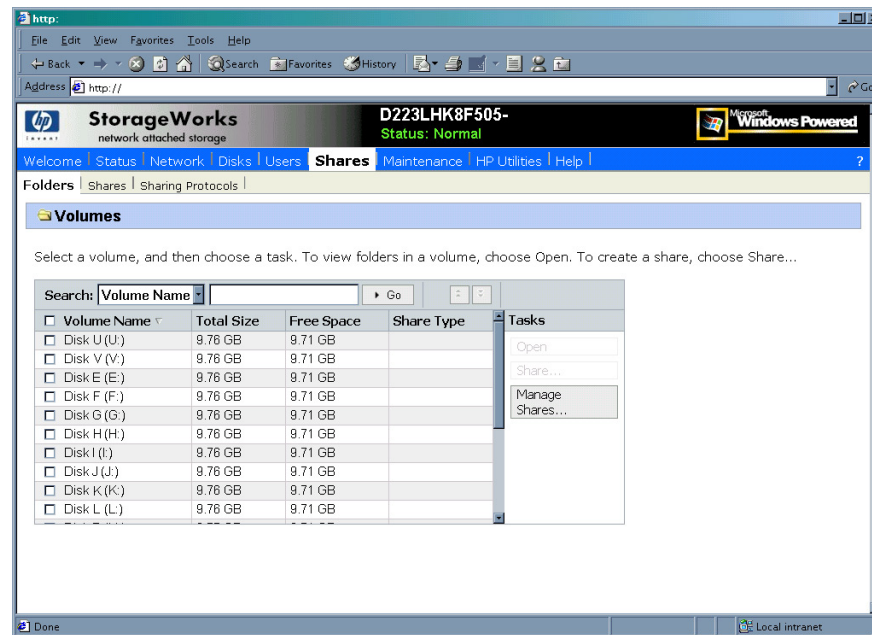 http:
File Edit View Favorites Tools Help
Back Search Favorites History
Address http:// Go
hp
invent
StorageWorks
network attached storage
D223LHK8F505-
Status: Normal
Microsoft
Windows Powered
Welcome Status Network Disks Users Shares Maintenance HP Utilities Help ?
Folders Shares Sharing Protocols
Volumes
Select a volume, and then choose a task. To view folders in a volume, choose Open. To create a share, choose Share...
Search: Volume Name Go
Volume Name Total Size Free Space Share Type Tasks
Disk U (U:) 9.76 GB 9.71 GB
Open
Disk V (V:) 9.76 GB 9.71 GB
Share...
Disk E (E:) 9.76 GB 9.71 GB
Disk F (F:) 9.76 GB 9.71 GB
Manage
Shares...
Disk G (G:) 9.76 GB 9.71 GB
Disk H (H:) 9.76 GB 9.71 GB
Disk I (I:) 9.76 GB 9.71 GB
Disk J (J:) 9.76 GB 9.71 GB
Disk K (K:) 9.76 GB 9.71 GB
Disk L (L:) 9.76 GB 9.71 GB
Done
Local intranet